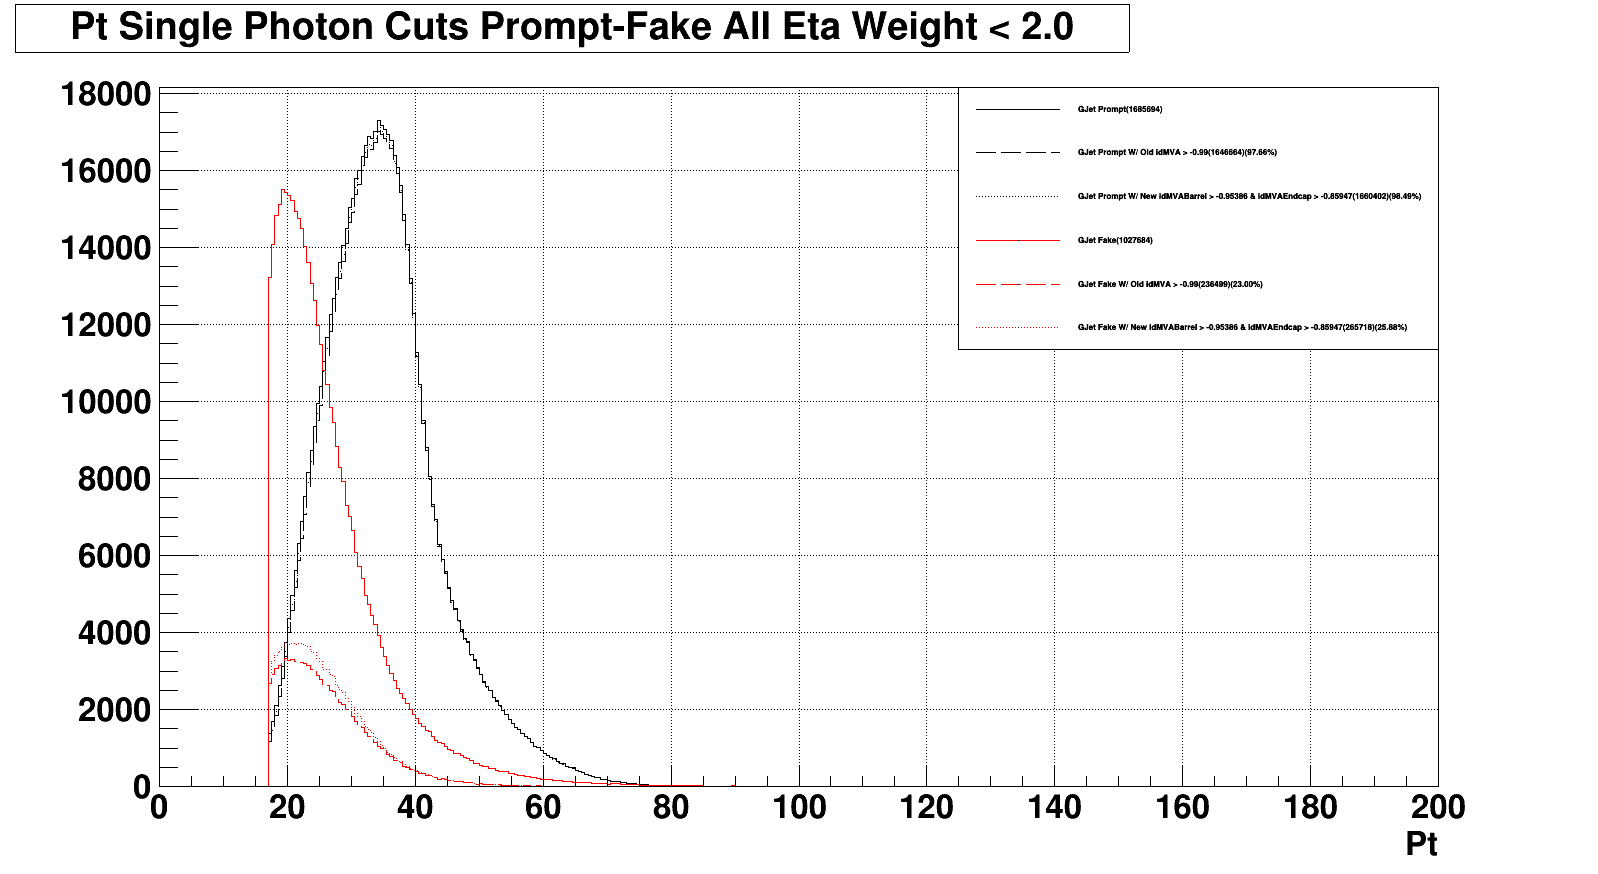 Pt Single Photon Cuts Prompt-Fake All Eta Weight < 2.0
18000
16000
14000
12000
10000
8000
6000
4000
2000
0
GJet Prompt(1685694)
GJet Prompt W/ Old idMVA > -0.99(1646664)(97.66%)
GJet Prompt W/ New idMVABarrel > -0.95386 & idMVAEndcap > -0.85947(1660402)(98.49%)
GJet Fake(1027684)
GJet Fake W/ Old idMVA > -0.99(236499)(23.00%)
GJet Fake W/ New idMVABarrel > -0.95386 & idMVAEndcap > -0.85947(265718)(25.88%)
0 20 40 60 80 100 120 140 160 180 200
Pt